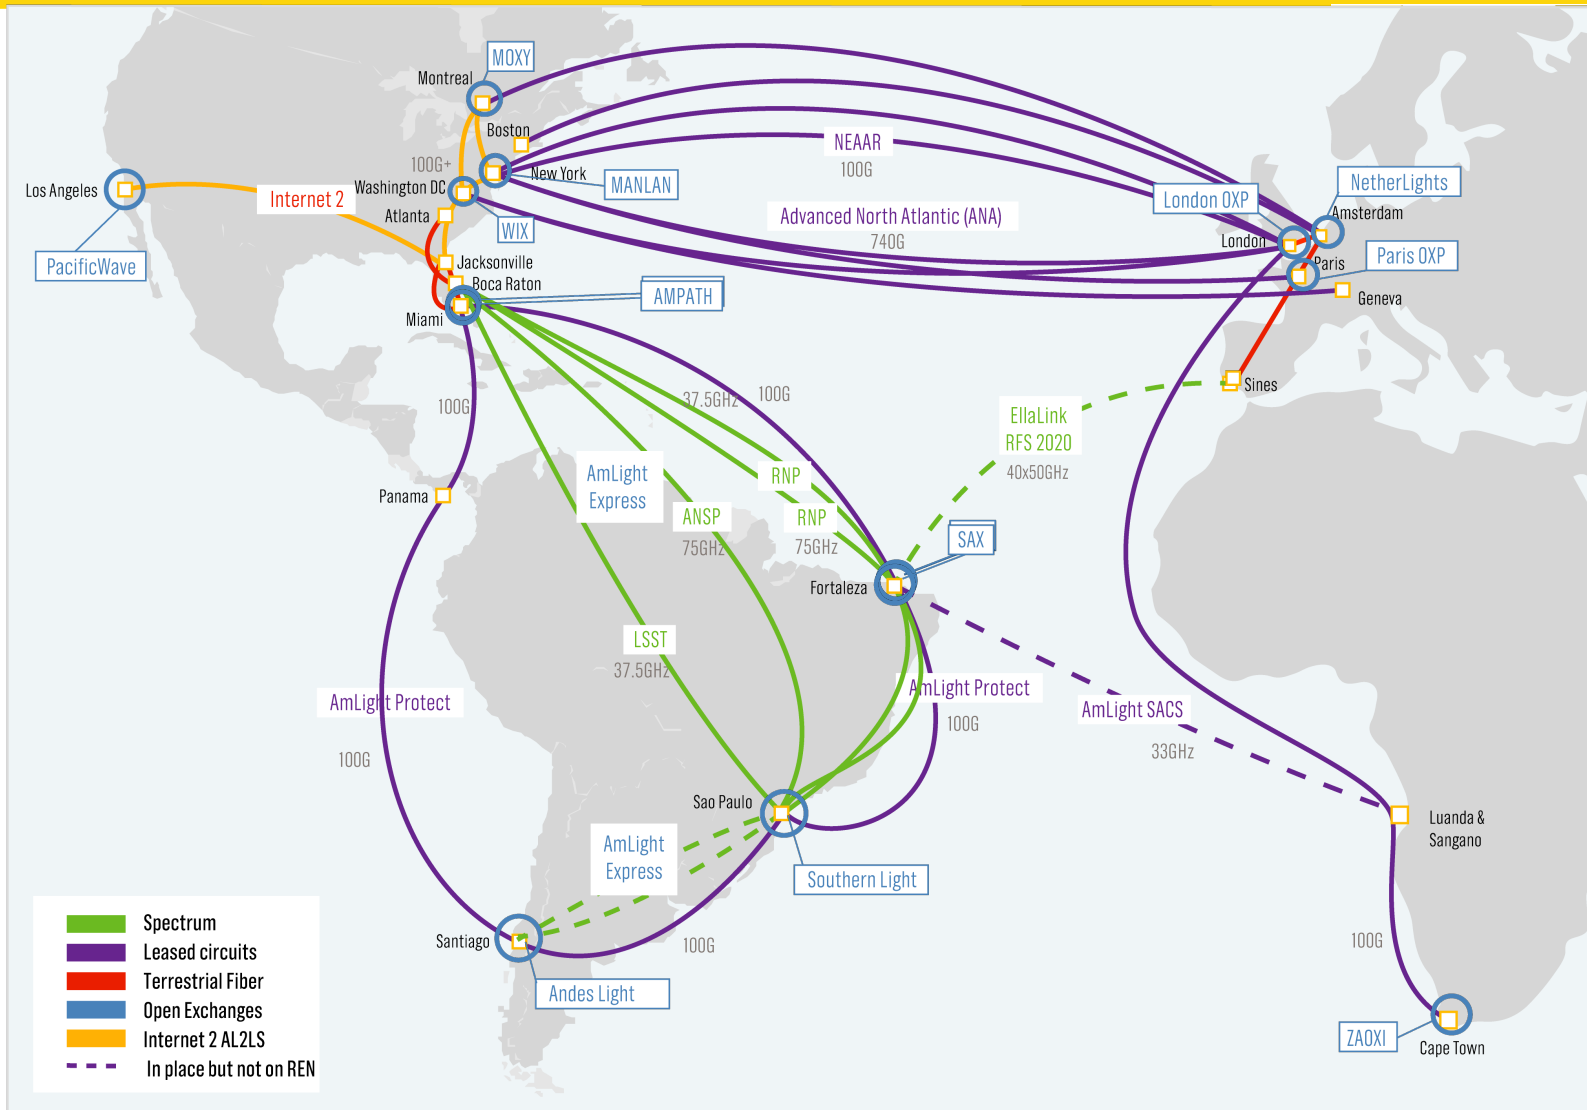 MOXY
Montreal
Boston
100G+
New York
NEAAR
100G
Los Angeles
Washington DC
MANLAN
Internet 2
Atlanta
WIX
Advanced North Atlantic (ANA)
740G
London OXP
NetherLights
Amsterdam
London
Paris
Paris OXP
Geneva
PacificWave
Jacksonville
Boca Raton
AMPATH
Miami
Sines
37.5GHz
100G
100G
EllaLink
RFS 2020
40x50GHz
AmLight
Express
RNP
Panama
ANSP
75GHz
RNP
75GHz
SAX
Fortaleza
LSST
37.5GHz
AmLight Protect
100G
AmLight Protect
100G
AmLight SACS
33GHz
Sao Paulo
Luanda &
Sangano
AmLight
Express
Southern Light
Santiago
100G
100G
Andes Light
ZAOXI
Cape Town
Spectrum
Leased circuits
Terrestrial Fiber
Open Exchanges
Internet 2 AL2LS
In place but not on REN